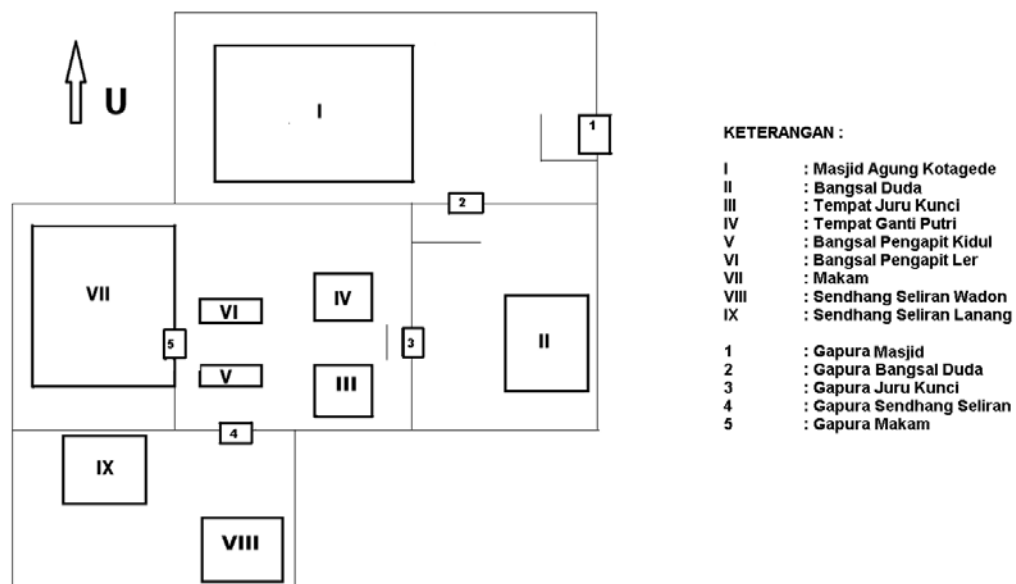 U
I
1
2
VII
VI
IV
5
3
II
V
III
4
IX
VIII
KETERANGAN :
I : Masjid Agung Kotagede
II : Bangsal Duda
III : Tempat Juru Kunci
IV : Tempat Ganti Putri
V : Bangsal Pengapit Kidul
VI : Bangsal Pengapit Ler
VII : Makam
VIII : Sendhang Seliran Wadon
IX : Sendhang Seliran Lanang
1 : Gapura Masjid
2 : Gapura Bangsal Duda
3 : Gapura Juru Kunci
4 : Gapura Sendhang Seliran
5 : Gapura Makam